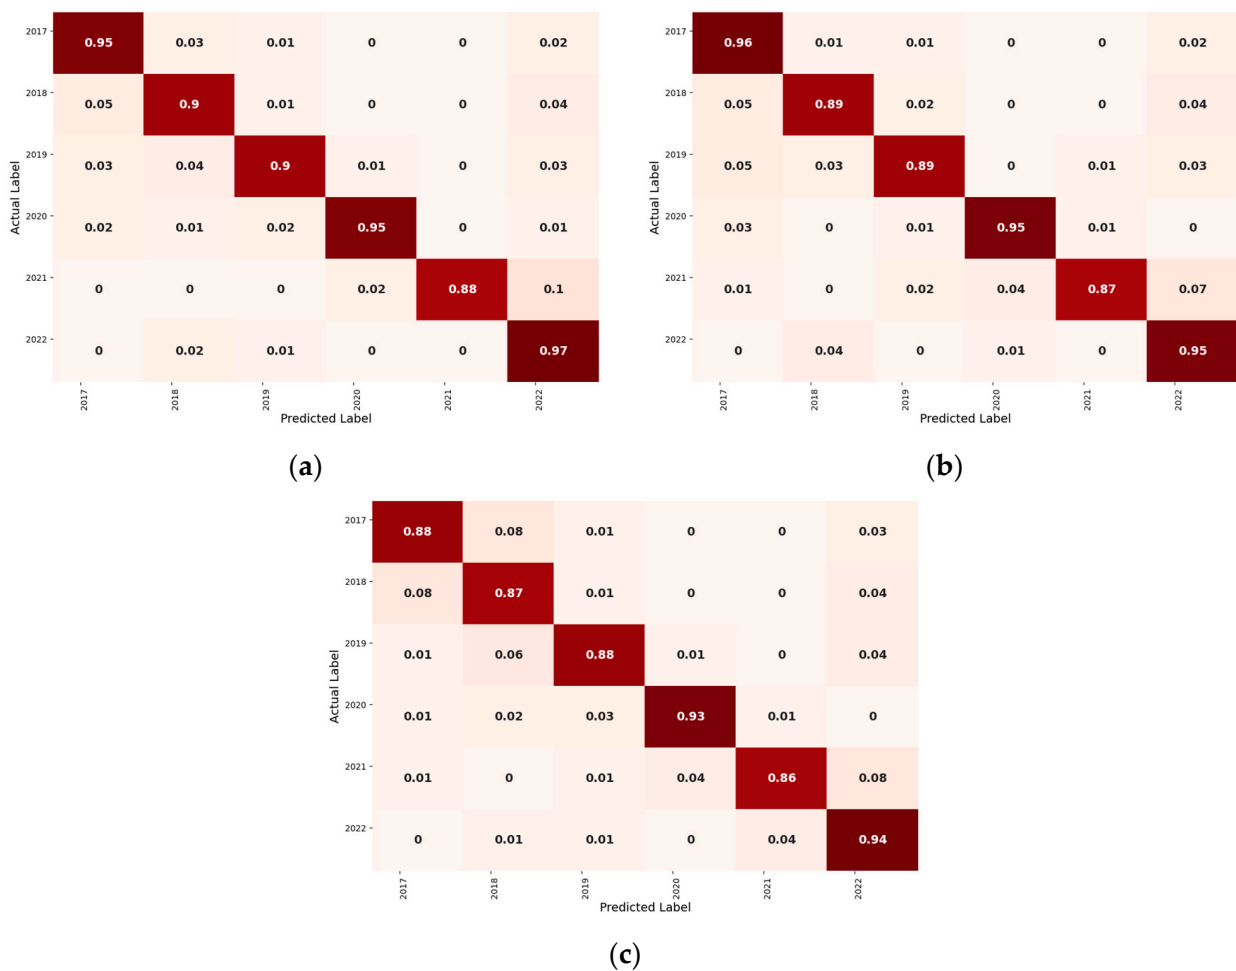 2017 0.95 0.03 0.01 0 0 0.02
2018 0.05 0.9 0.01 0 0 0.04
2019 0.03 0.04 0.9 0.01 0 0.03
2020 0.02 0.01 0.02 0.95 0 0.01
2021 0 0 0 0.02 0.88 0.1
2022 0 0.02 0.01 0 0 0.97
Actual Label
2017 2018 2019 2020 2021 2022
Predicted Label
(a)
2017 0.96 0.01 0.01 0 0 0.02
2018 0.05 0.89 0.02 0 0 0.04
2019 0.05 0.03 0.89 0 0.01 0.03
2020 0.03 0 0.01 0.95 0.01 0
2021 0.01 0 0.02 0.04 0.87 0.07
2022 0 0.04 0 0.01 0 0.95
Actual Label
2017 2018 2019 2020 2021 2022
Predicted Label
(b)
2017 0.88 0.08 0.01 0 0 0.03
2018 0.08 0.87 0.01 0 0 0.04
2019 0.01 0.06 0.88 0.01 0 0.04
2020 0.01 0.02 0.03 0.93 0.01 0
2021 0.01 0 0.01 0.04 0.86 0.08
2022 0 0.01 0.01 0 0.04 0.94
Actual Label
2017 2018 2019 2020 2021 2022
Predicted Label
(c)